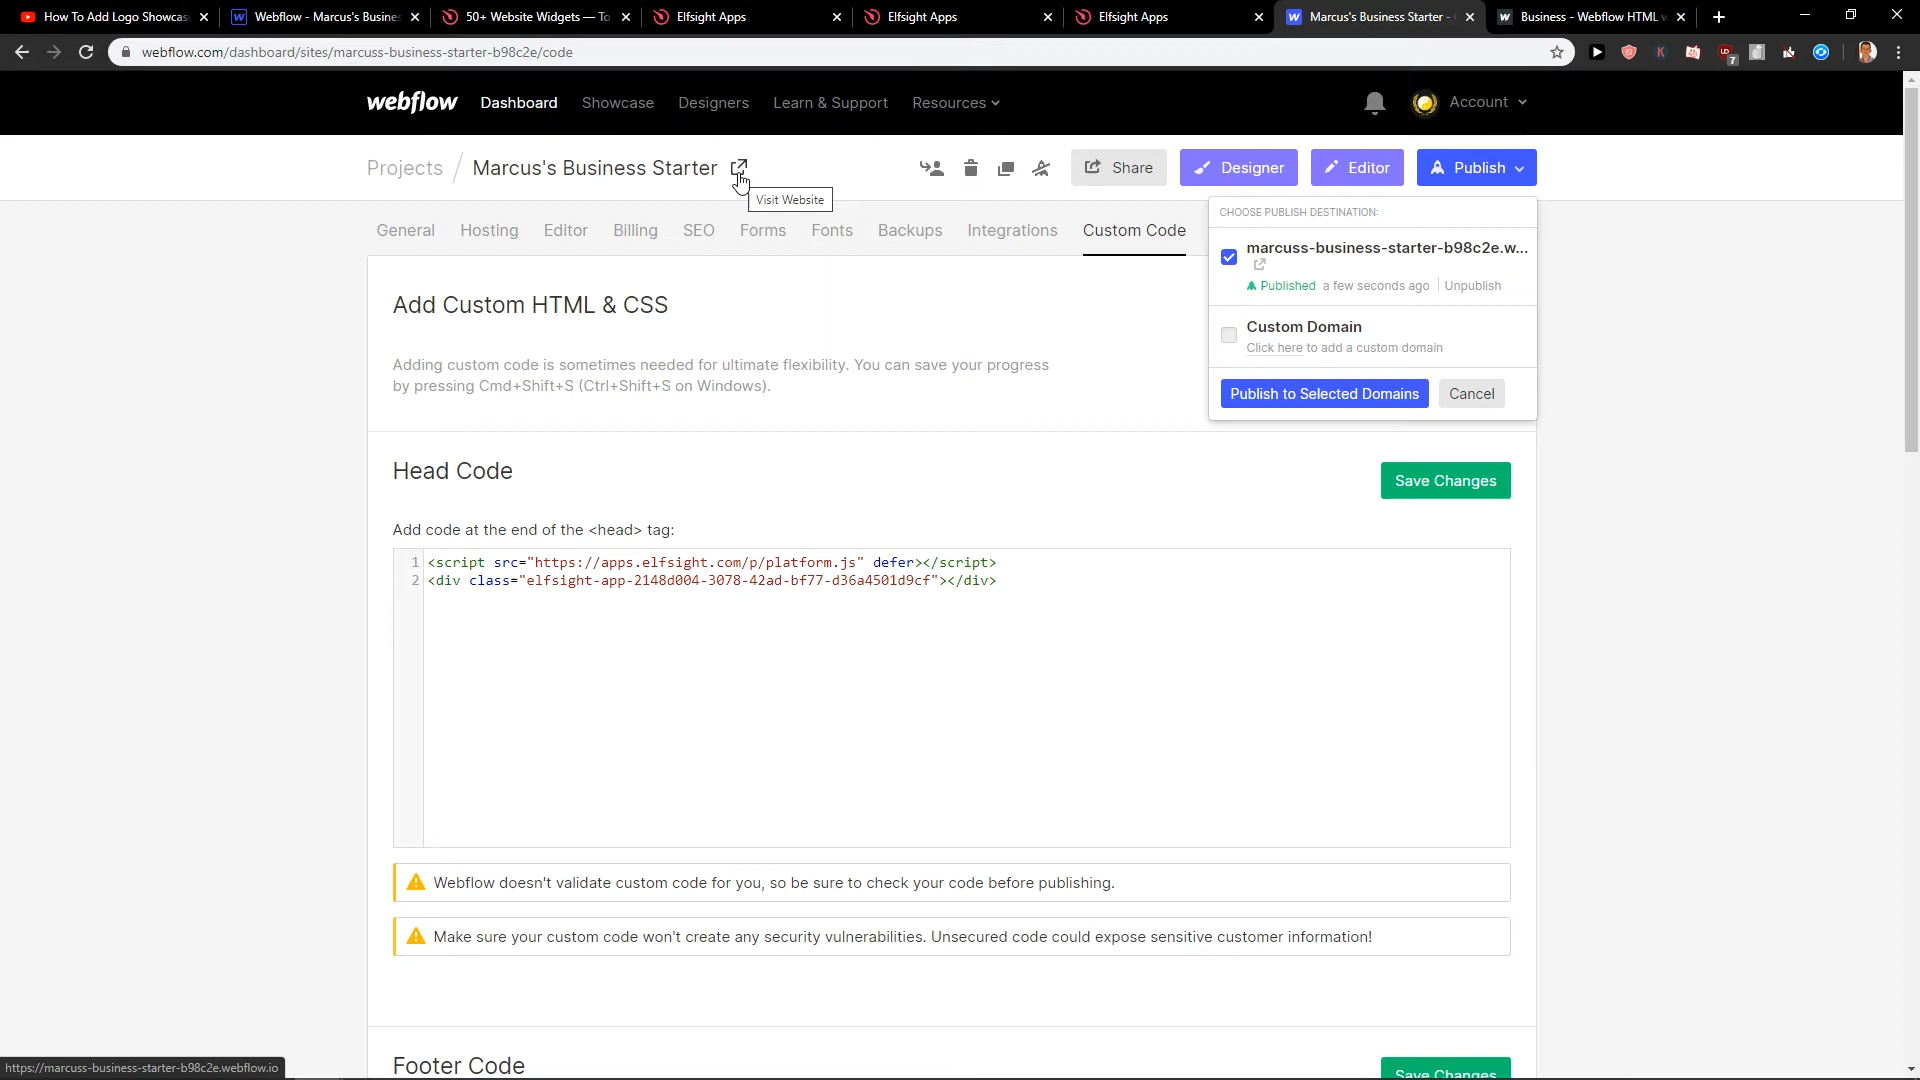 How To Add Logo Showcas
Webflow - Marcus's Busines
50+ Website Widgets — To
Elfsight Apps
Elfsight Apps
Elfsight Apps
Marcus's Business Starter -
Business - Webflow HTML w
webflow.com/dashboard/sites/marcuss-business-starter-b98c2e/code
7
webflow
Dashboard
Showcase
Designers
Learn & Support
Resources
Account
Projects / Marcus's Business Starter
Share
Designer
Editor
Publish
Visit Website
General
Hosting
Editor
Billing
SEO
Forms
Fonts
Backups
Integrations
Custom Code
CHOOSE PUBLISH DESTINATION:
marcuss-business-starter-b98c2e.w...
Published a few seconds ago | Unpublish
Custom Domain
Click here to add a custom domain
Publish to Selected Domains
Cancel
Add Custom HTML & CSS
Adding custom code is sometimes needed for ultimate flexibility. You can save your progress
by pressing Cmd+Shift+S (Ctrl+Shift+S on Windows).
Head Code
Save Changes
Add code at the end of the <head> tag:
1 <script src="https://apps.elfsight.com/p/platform.js" defer></script>
2 <div class="elfsight-app-2148d004-3078-42ad-bf77-d36a4501d9cf"></div>
Webflow doesn't validate custom code for you, so be sure to check your code before publishing.
Make sure your custom code won't create any security vulnerabilities. Unsecured code could expose sensitive customer information!
Footer Code
Save Changes
https://marcuss-business-starter-b98c2e.webflow.io